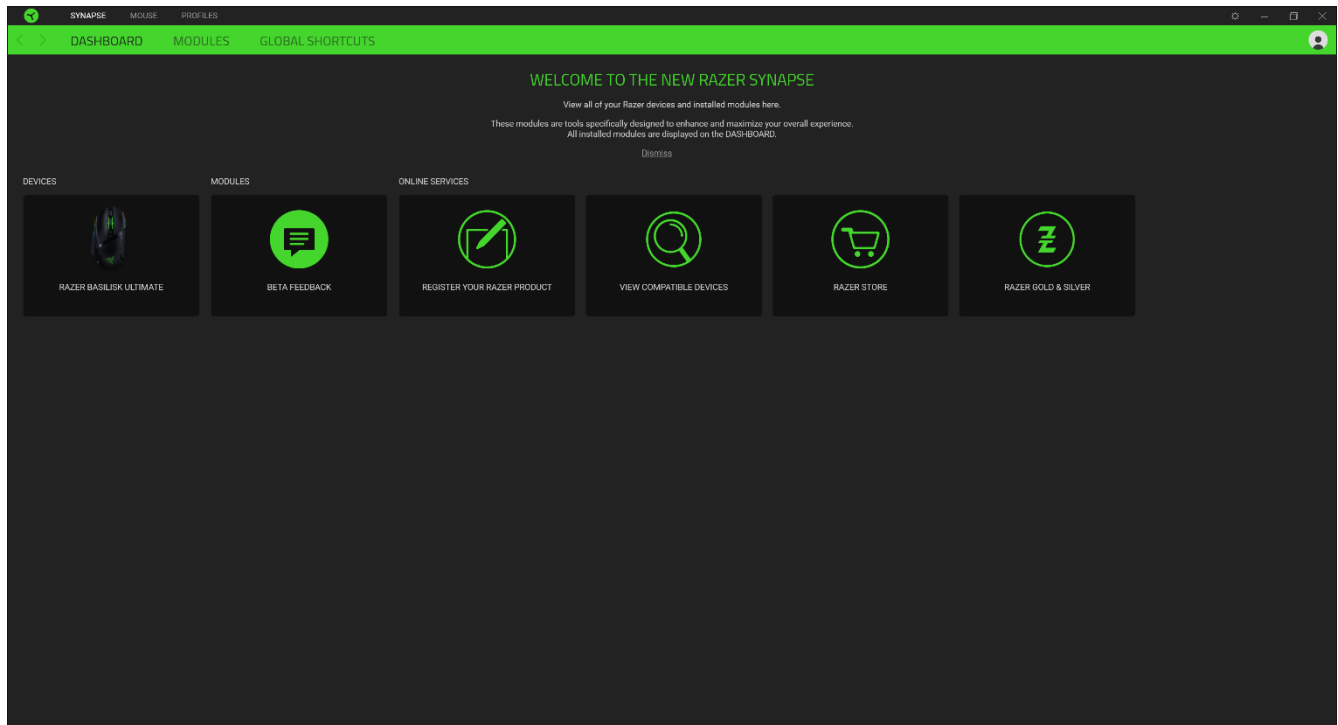 SYNAPSE MOUSE PROFILES
DASHBOARD MODULES GLOBAL SHORTCUTS
WELCOME TO THE NEW RAZER SYNAPSE
View all of your Razer devices and installed modules here.
These modules are tools specifically designed to enhance and maximize your overall experience.
All installed modules are displayed on the DASHBOARD.
Dismiss
DEVICES MODULES ONLINE SERVICES
RAZER BASILISK ULTIMATE BETA FEEDBACK REGISTER YOUR RAZER PRODUCT VIEW COMPATIBLE DEVICES RAZER STORE RAZER GOLD & SILVER